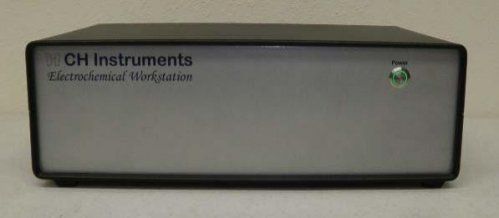 CH Instruments
Electrochemical Workstation
Power